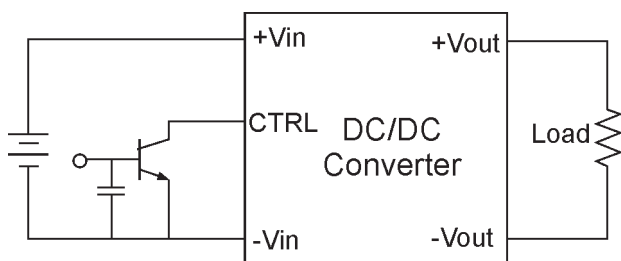 +Vin
+Vout
CTRL
DC/DC
Converter
Load
-Vin
-Vout